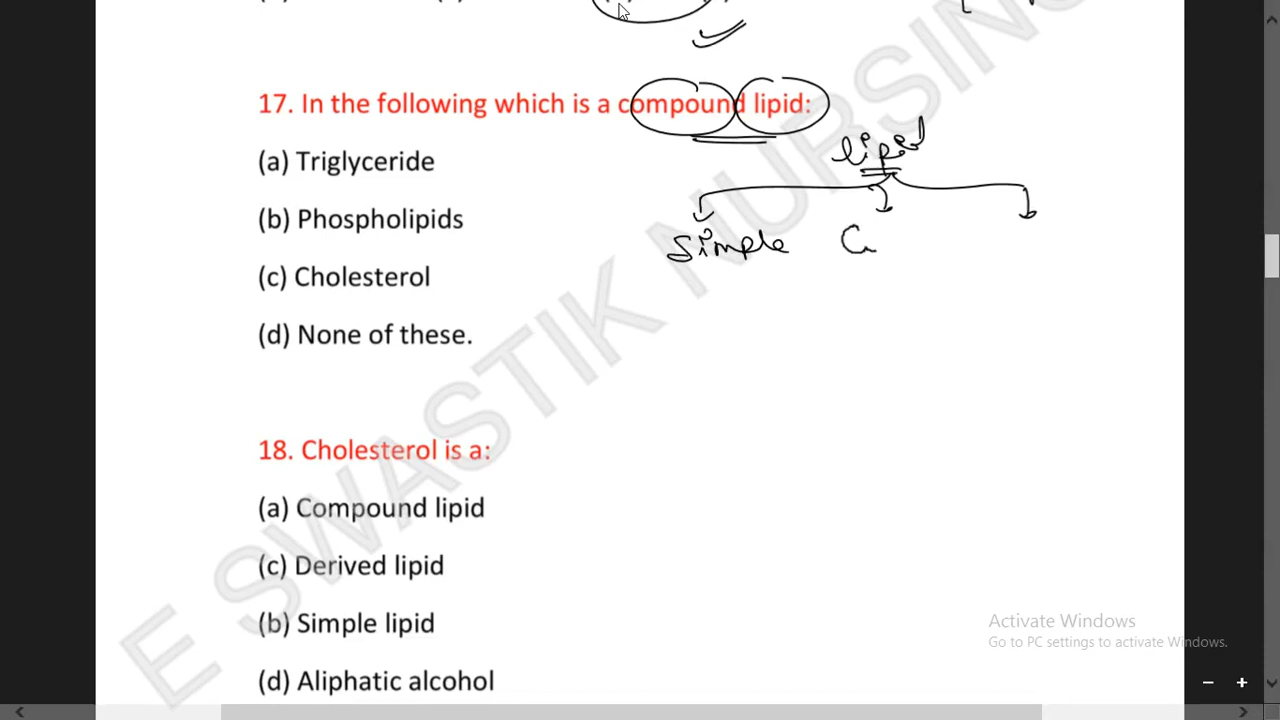 17. In the following which is a compound lipid:
lipid
(a) Triglyceride
(b) Phospholipids
Simple C
(c) Cholesterol
(d) None of these.
18. Cholesterol is a:
(a) Compound lipid
(c) Derived lipid
(b) Simple lipid
(d) Aliphatic alcohol
Activate Windows
Go to PC settings to activate Windows.
E SWASTIK NURSING